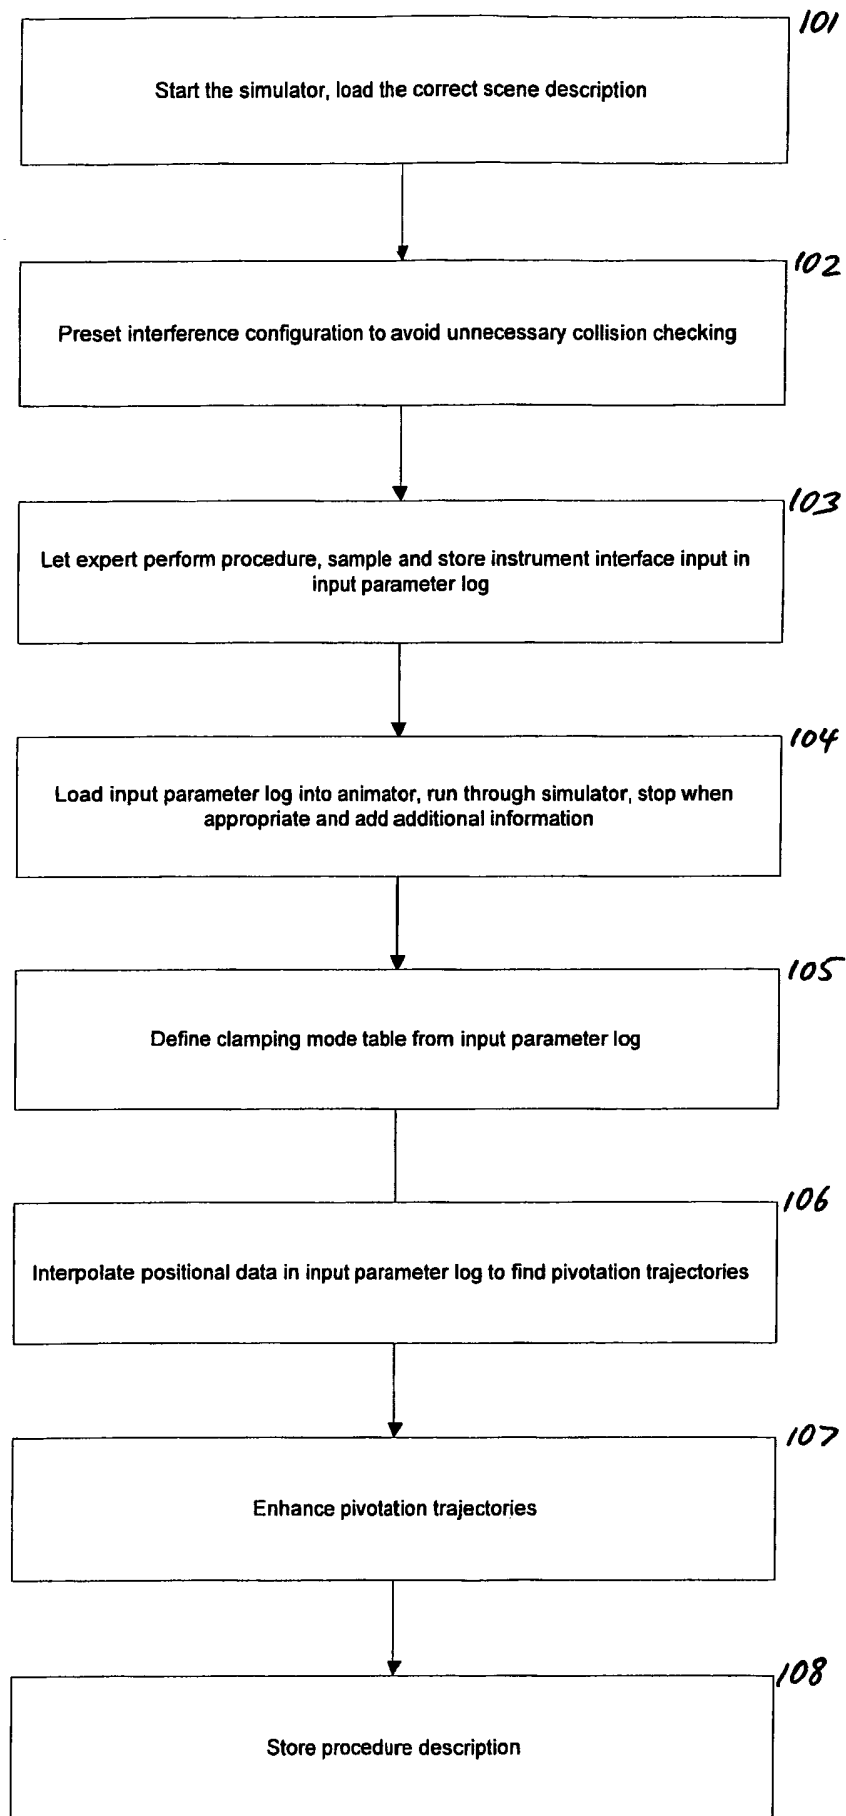 101
Start the simulator, load the correct scene description
102
Preset interference configuration to avoid unnecessary collision checking
103
Let expert perform procedure, sample and store instrument interface input in
input parameter log
104
Load input parameter log into animator, run through simulator, stop when
appropriate and add additional information
105
Define clamping mode table from input parameter log
106
Interpolate positional data in input parameter log to find pivotation trajectories
107
Enhance pivotation trajectories
108
Store procedure description